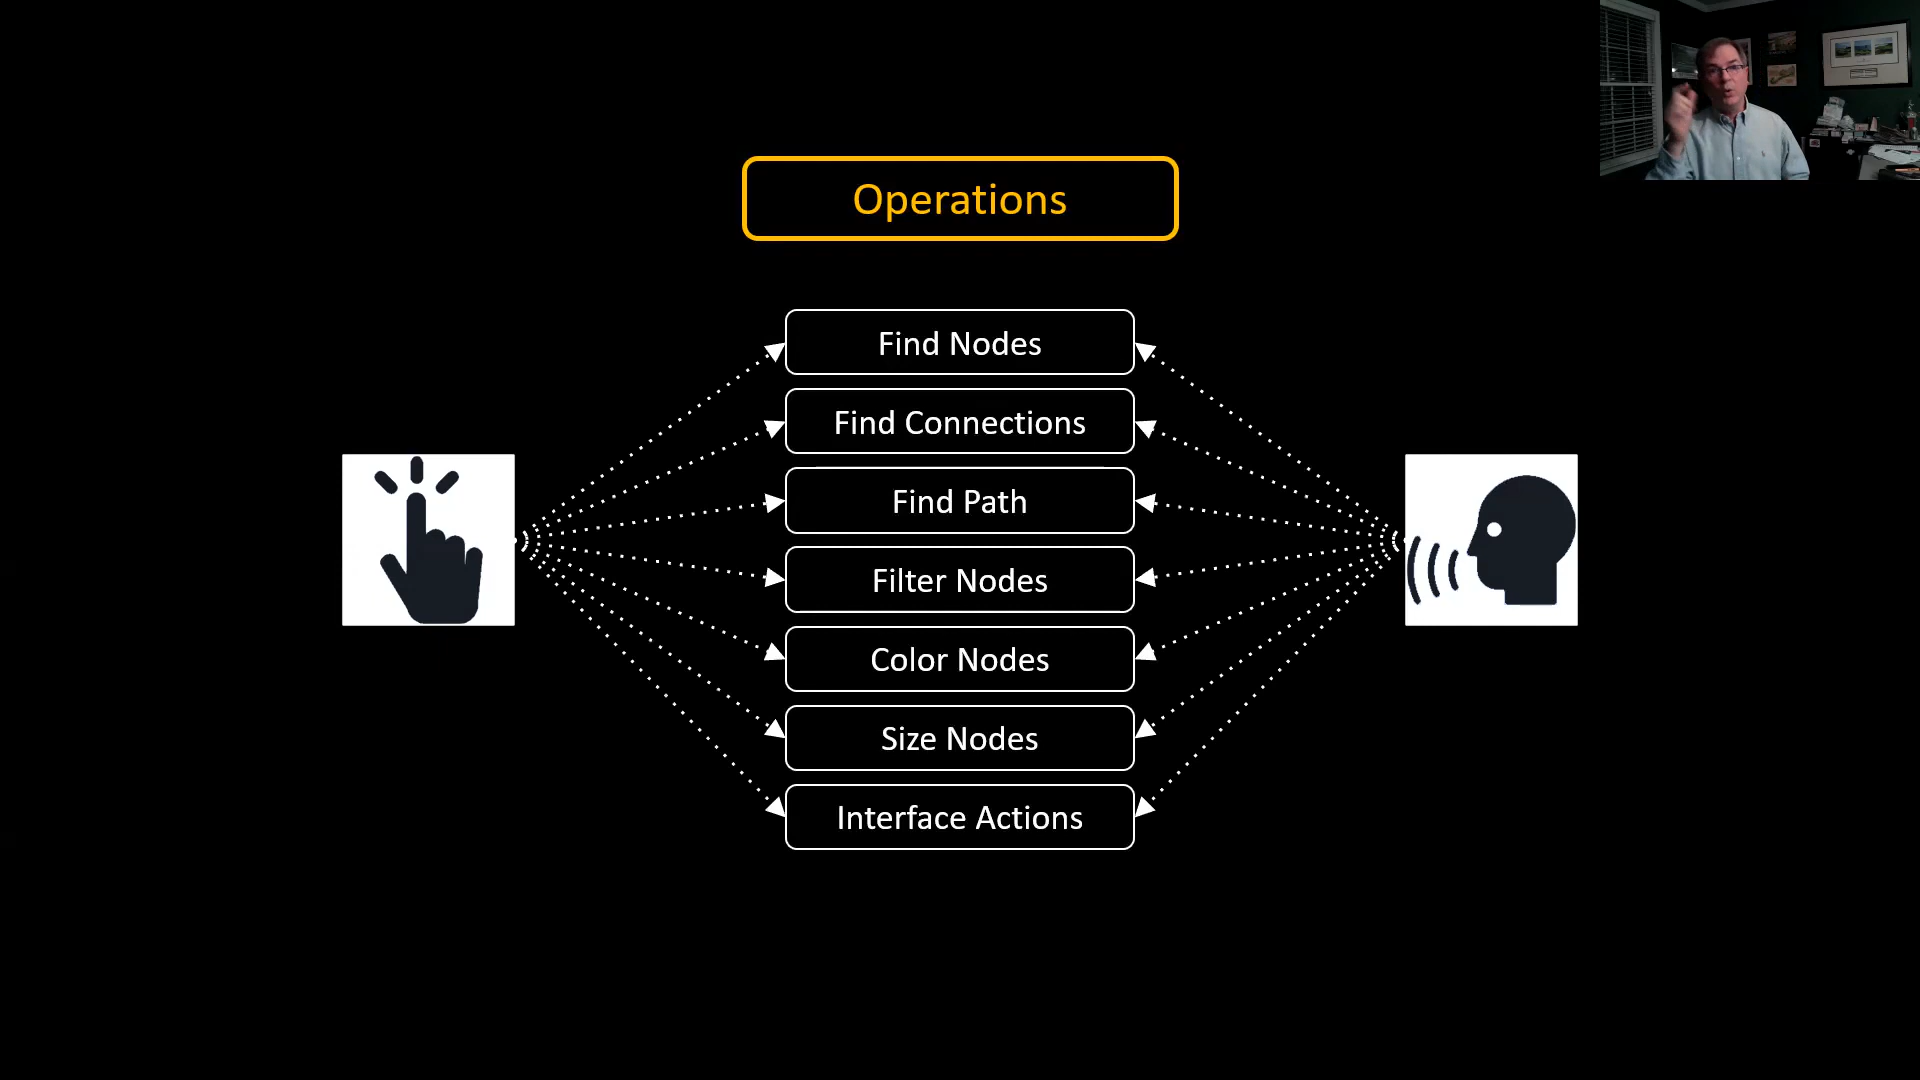 Operations
Find Nodes
Find Connections
Find Path
Filter Nodes
Color Nodes
Size Nodes
Interface Actions